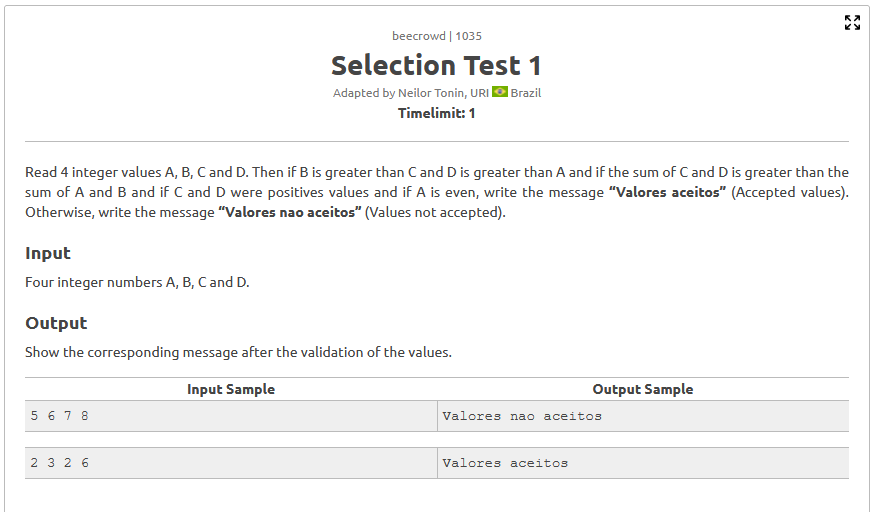 beecrowd | 1035
Selection Test 1
Adapted by Neilor Tonin, URI Brazil
Timelimit: 1
Read 4 integer values A, B, C and D. Then if B is greater than C and D is greater than A and if the sum of C and D is greater than the
sum of A and B and if C and D were positives values and if A is even, write the message “Valores aceitos” (Accepted values).
Otherwise, write the message “Valores nao aceitos” (Values not accepted).
Input
Four integer numbers A, B, C and D.
Output
Show the corresponding message after the validation of the values.
Input Sample Output Sample
5 6 7 8 Valores nao aceitos
2 3 2 6 Valores aceitos